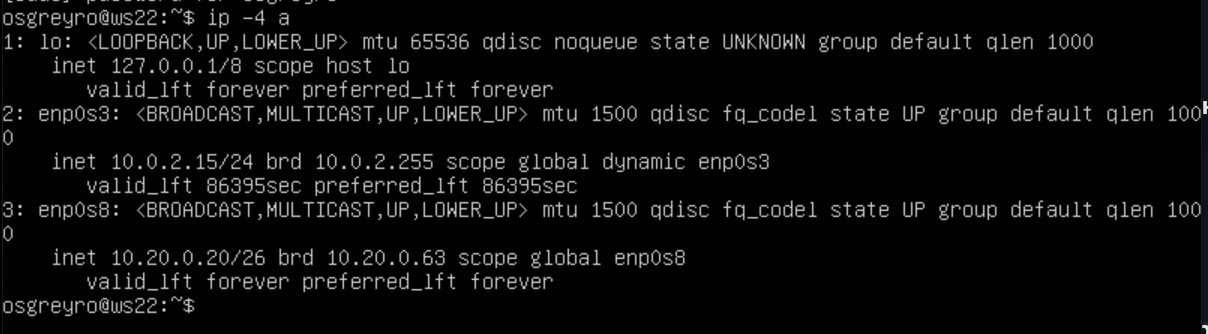 osgreyro@ws22:~$ ip -4 a
1: lo: <LOOPBACK,UP,LOWER_UP> mtu 65536 qdisc noqueue state UNKNOWN group default qlen 1000
    inet 127.0.0.1/8 scope host lo
       valid_lft forever preferred_lft forever
2: enp0s3: <BROADCAST,MULTICAST,UP,LOWER_UP> mtu 1500 qdisc fq_codel state UP group default qlen 100
0
    inet 10.0.2.15/24 brd 10.0.2.255 scope global dynamic enp0s3
       valid_lft 86395sec preferred_lft 86395sec
3: enp0s8: <BROADCAST,MULTICAST,UP,LOWER_UP> mtu 1500 qdisc fq_codel state UP group default qlen 100
0
    inet 10.20.0.20/26 brd 10.20.0.63 scope global enp0s8
       valid_lft forever preferred_lft forever
osgreyro@ws22:~$